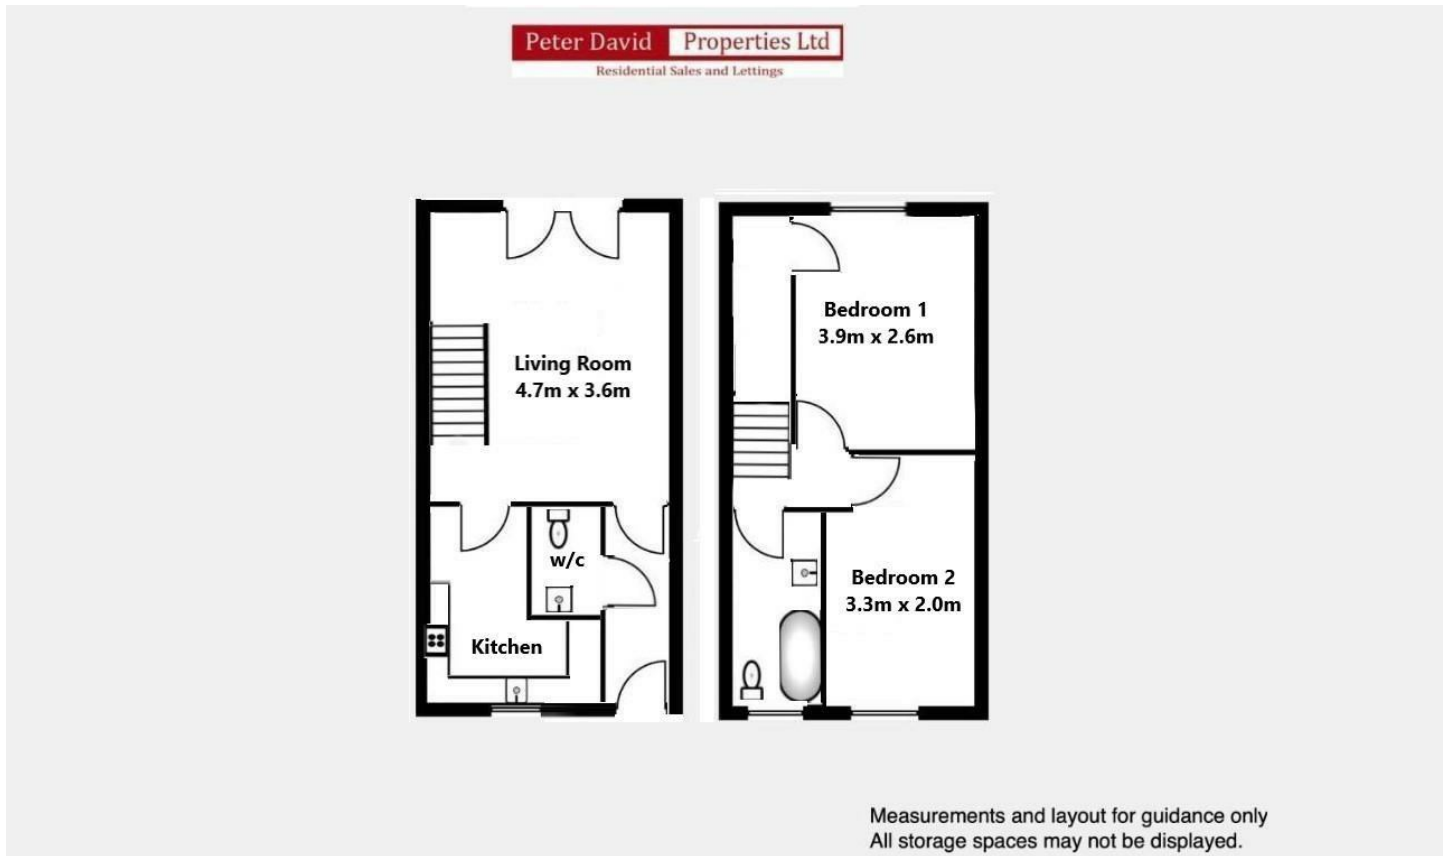 Peter David Properties Ltd
Residential Sales and Lettings
Living Room
4.7m x 3.6m
w/c
Kitchen
Bedroom 1
3.9m x 2.6m
Bedroom 2
3.3m x 2.0m
Measurements and layout for guidance only
All storage spaces may not be displayed.